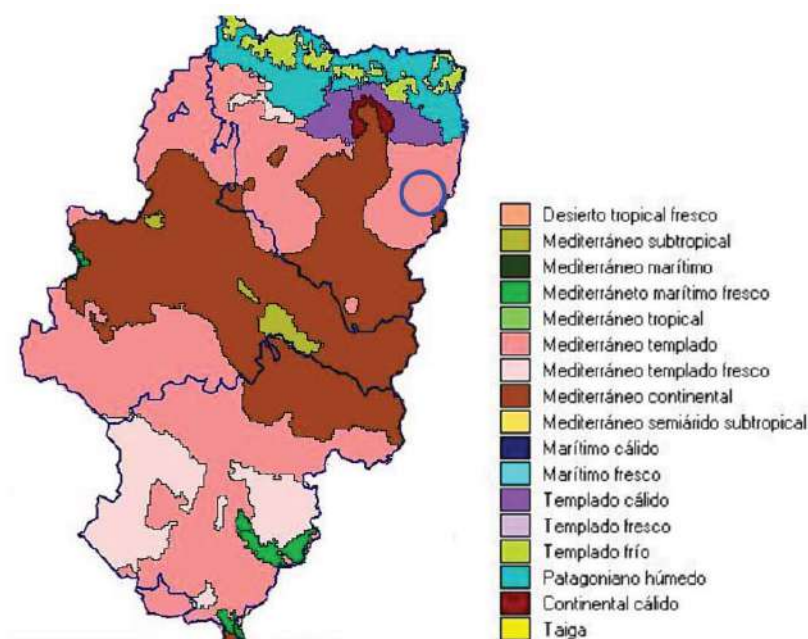 Desierto tropical fresco
Mediterráneo subtropical
Mediterráneo marítimo
Mediterráneto marítimo fresco
Mediterráneo tropical
Mediterráneo templado
Mediterráneo templado fresco
Mediterráneo continental
Mediterráneo semiárido subtropical
Marítimo cálido
Marítimo fresco
Templado cálido
Templado fresco
Templado frío
Patagoniano húmedo
Continental cálido
Taiga